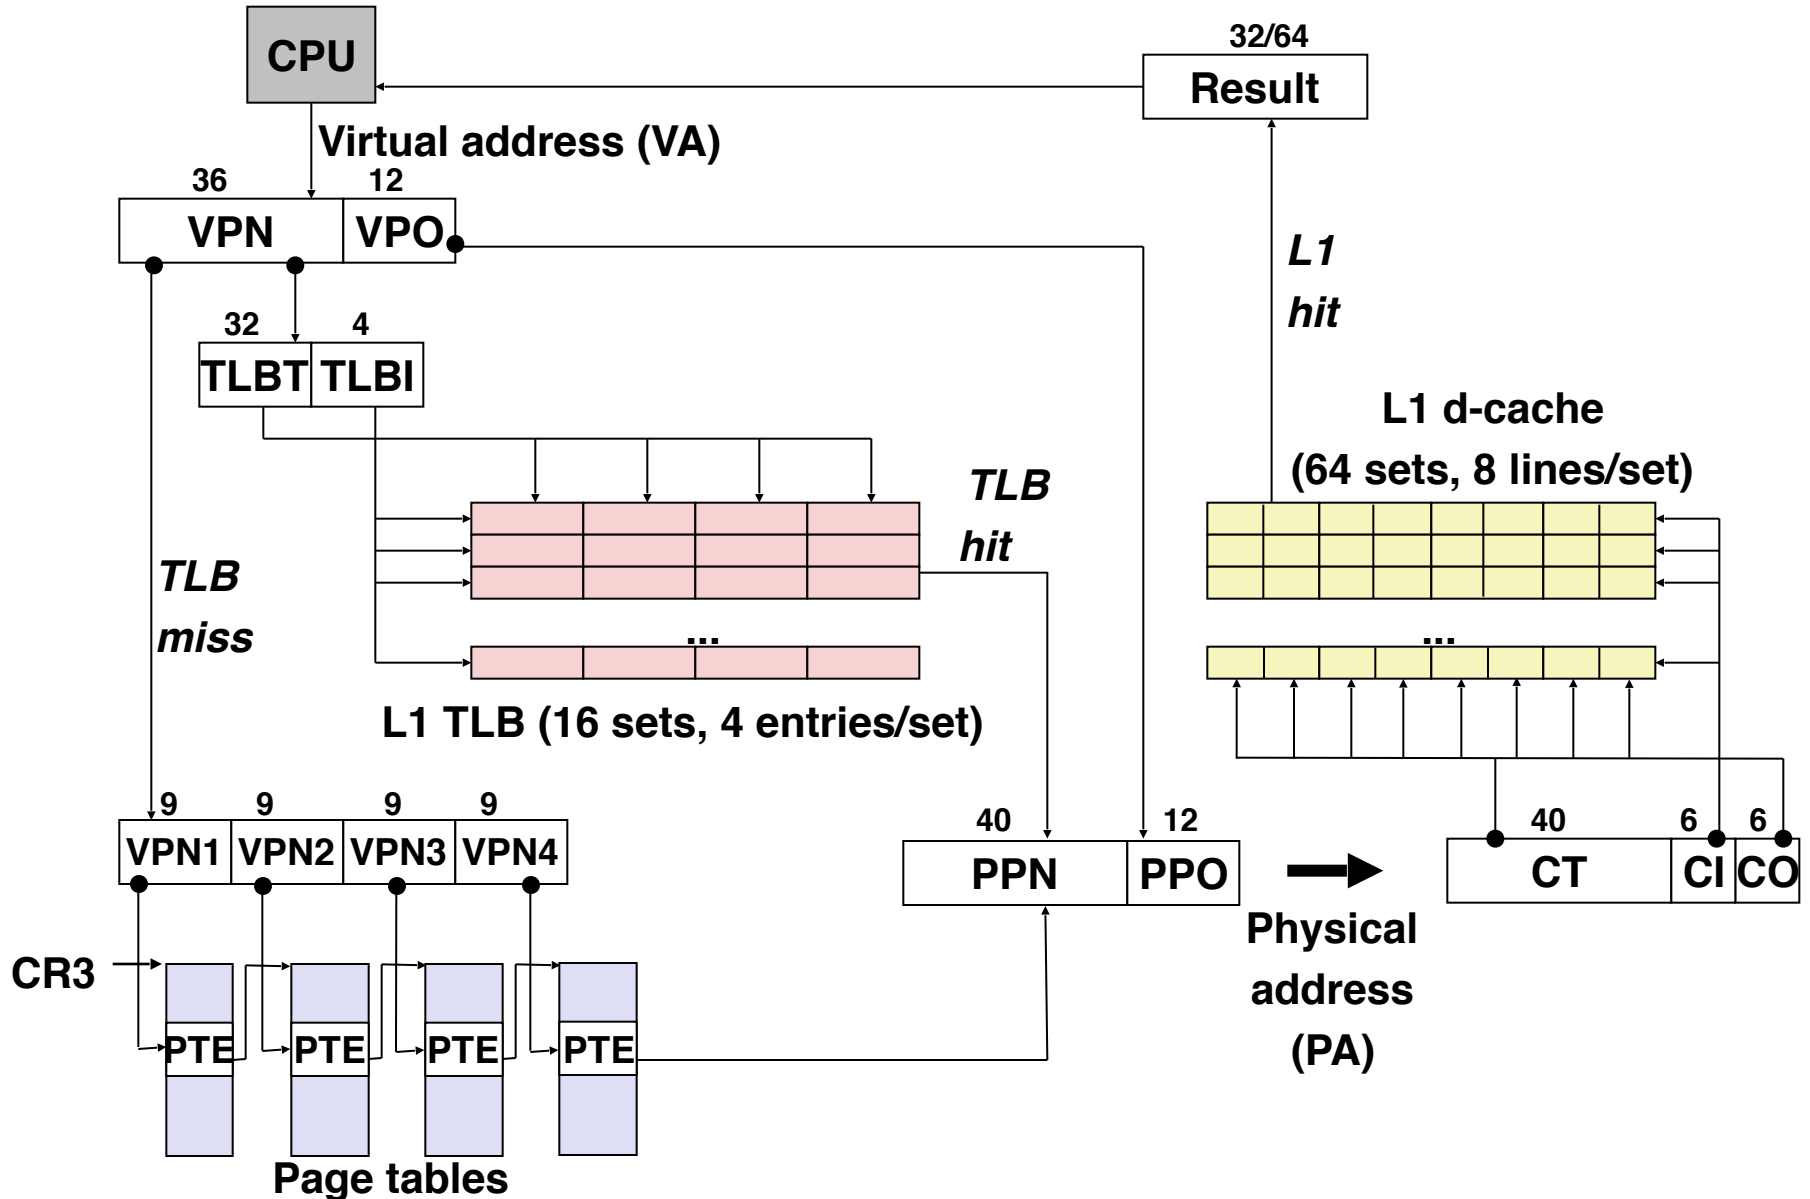 CPU
32/64
Result
Virtual address (VA)
36
12
VPN
VPO
L1
hit
32
4
TLBT
TLBI
L1 d-cache
(64 sets, 8 lines/set)
TLB
hit
TLB
miss
...
...
L1 TLB (16 sets, 4 entries/set)
9
9
9
9
VPN1
VPN2
VPN3
VPN4
40
12
PPN
PPO
40
6
6
CT
CI
CO
Physical
address
(PA)
CR3
PTE
PTE
PTE
PTE
Page tables